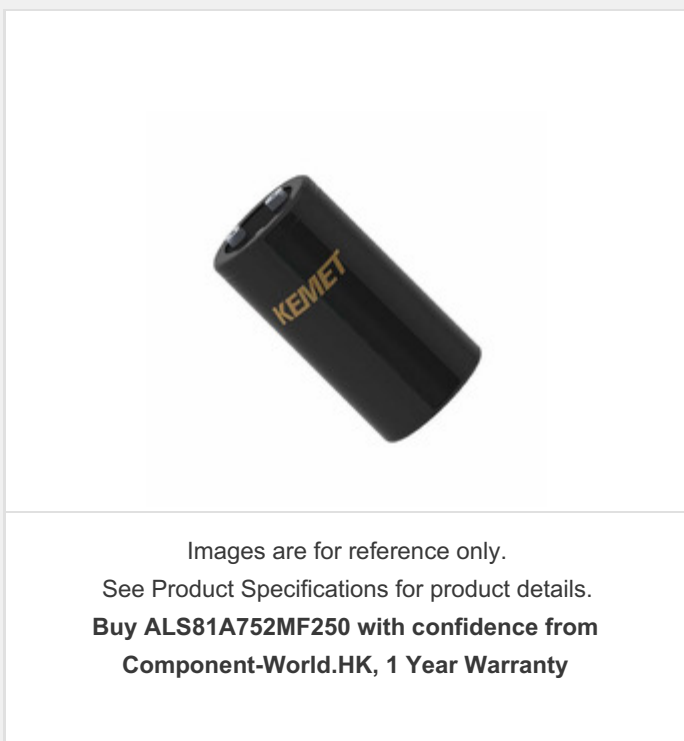 KEMET
Images are for reference only.
See Product Specifications for product details.
Buy ALS81A752MF250 with confidence from
Component-World.HK, 1 Year Warranty